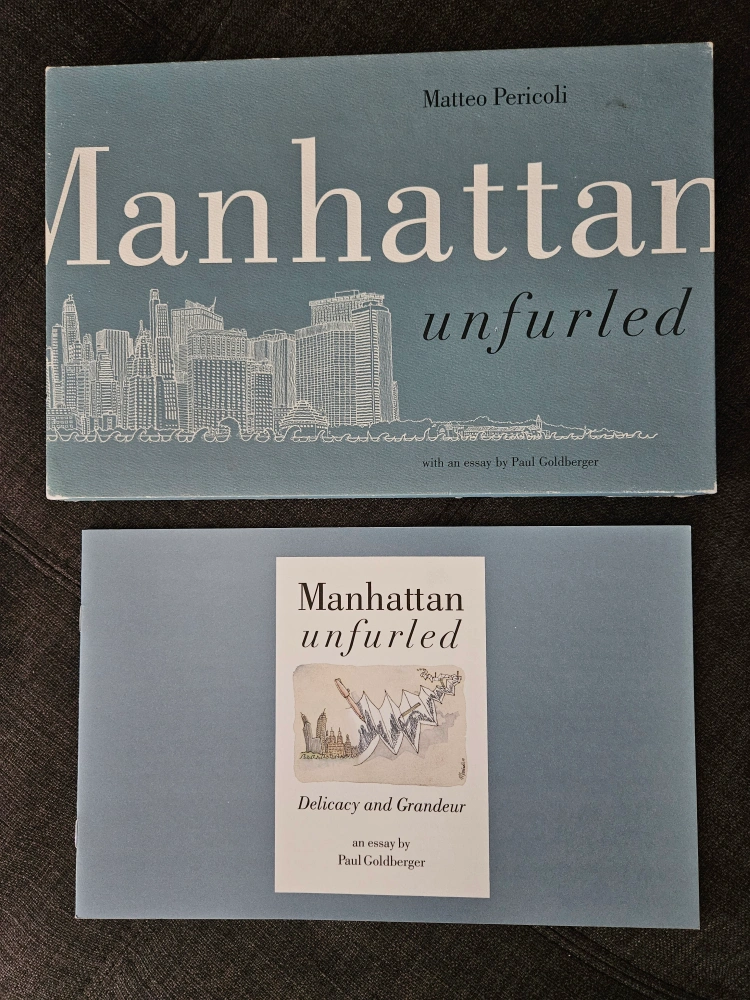 Matteo Pericoli
Manhattan
unfurled
with an essay by Paul Goldberger
Manhattan
unfurled
Delicacy and Grandeur
an essay by
Paul Goldberger